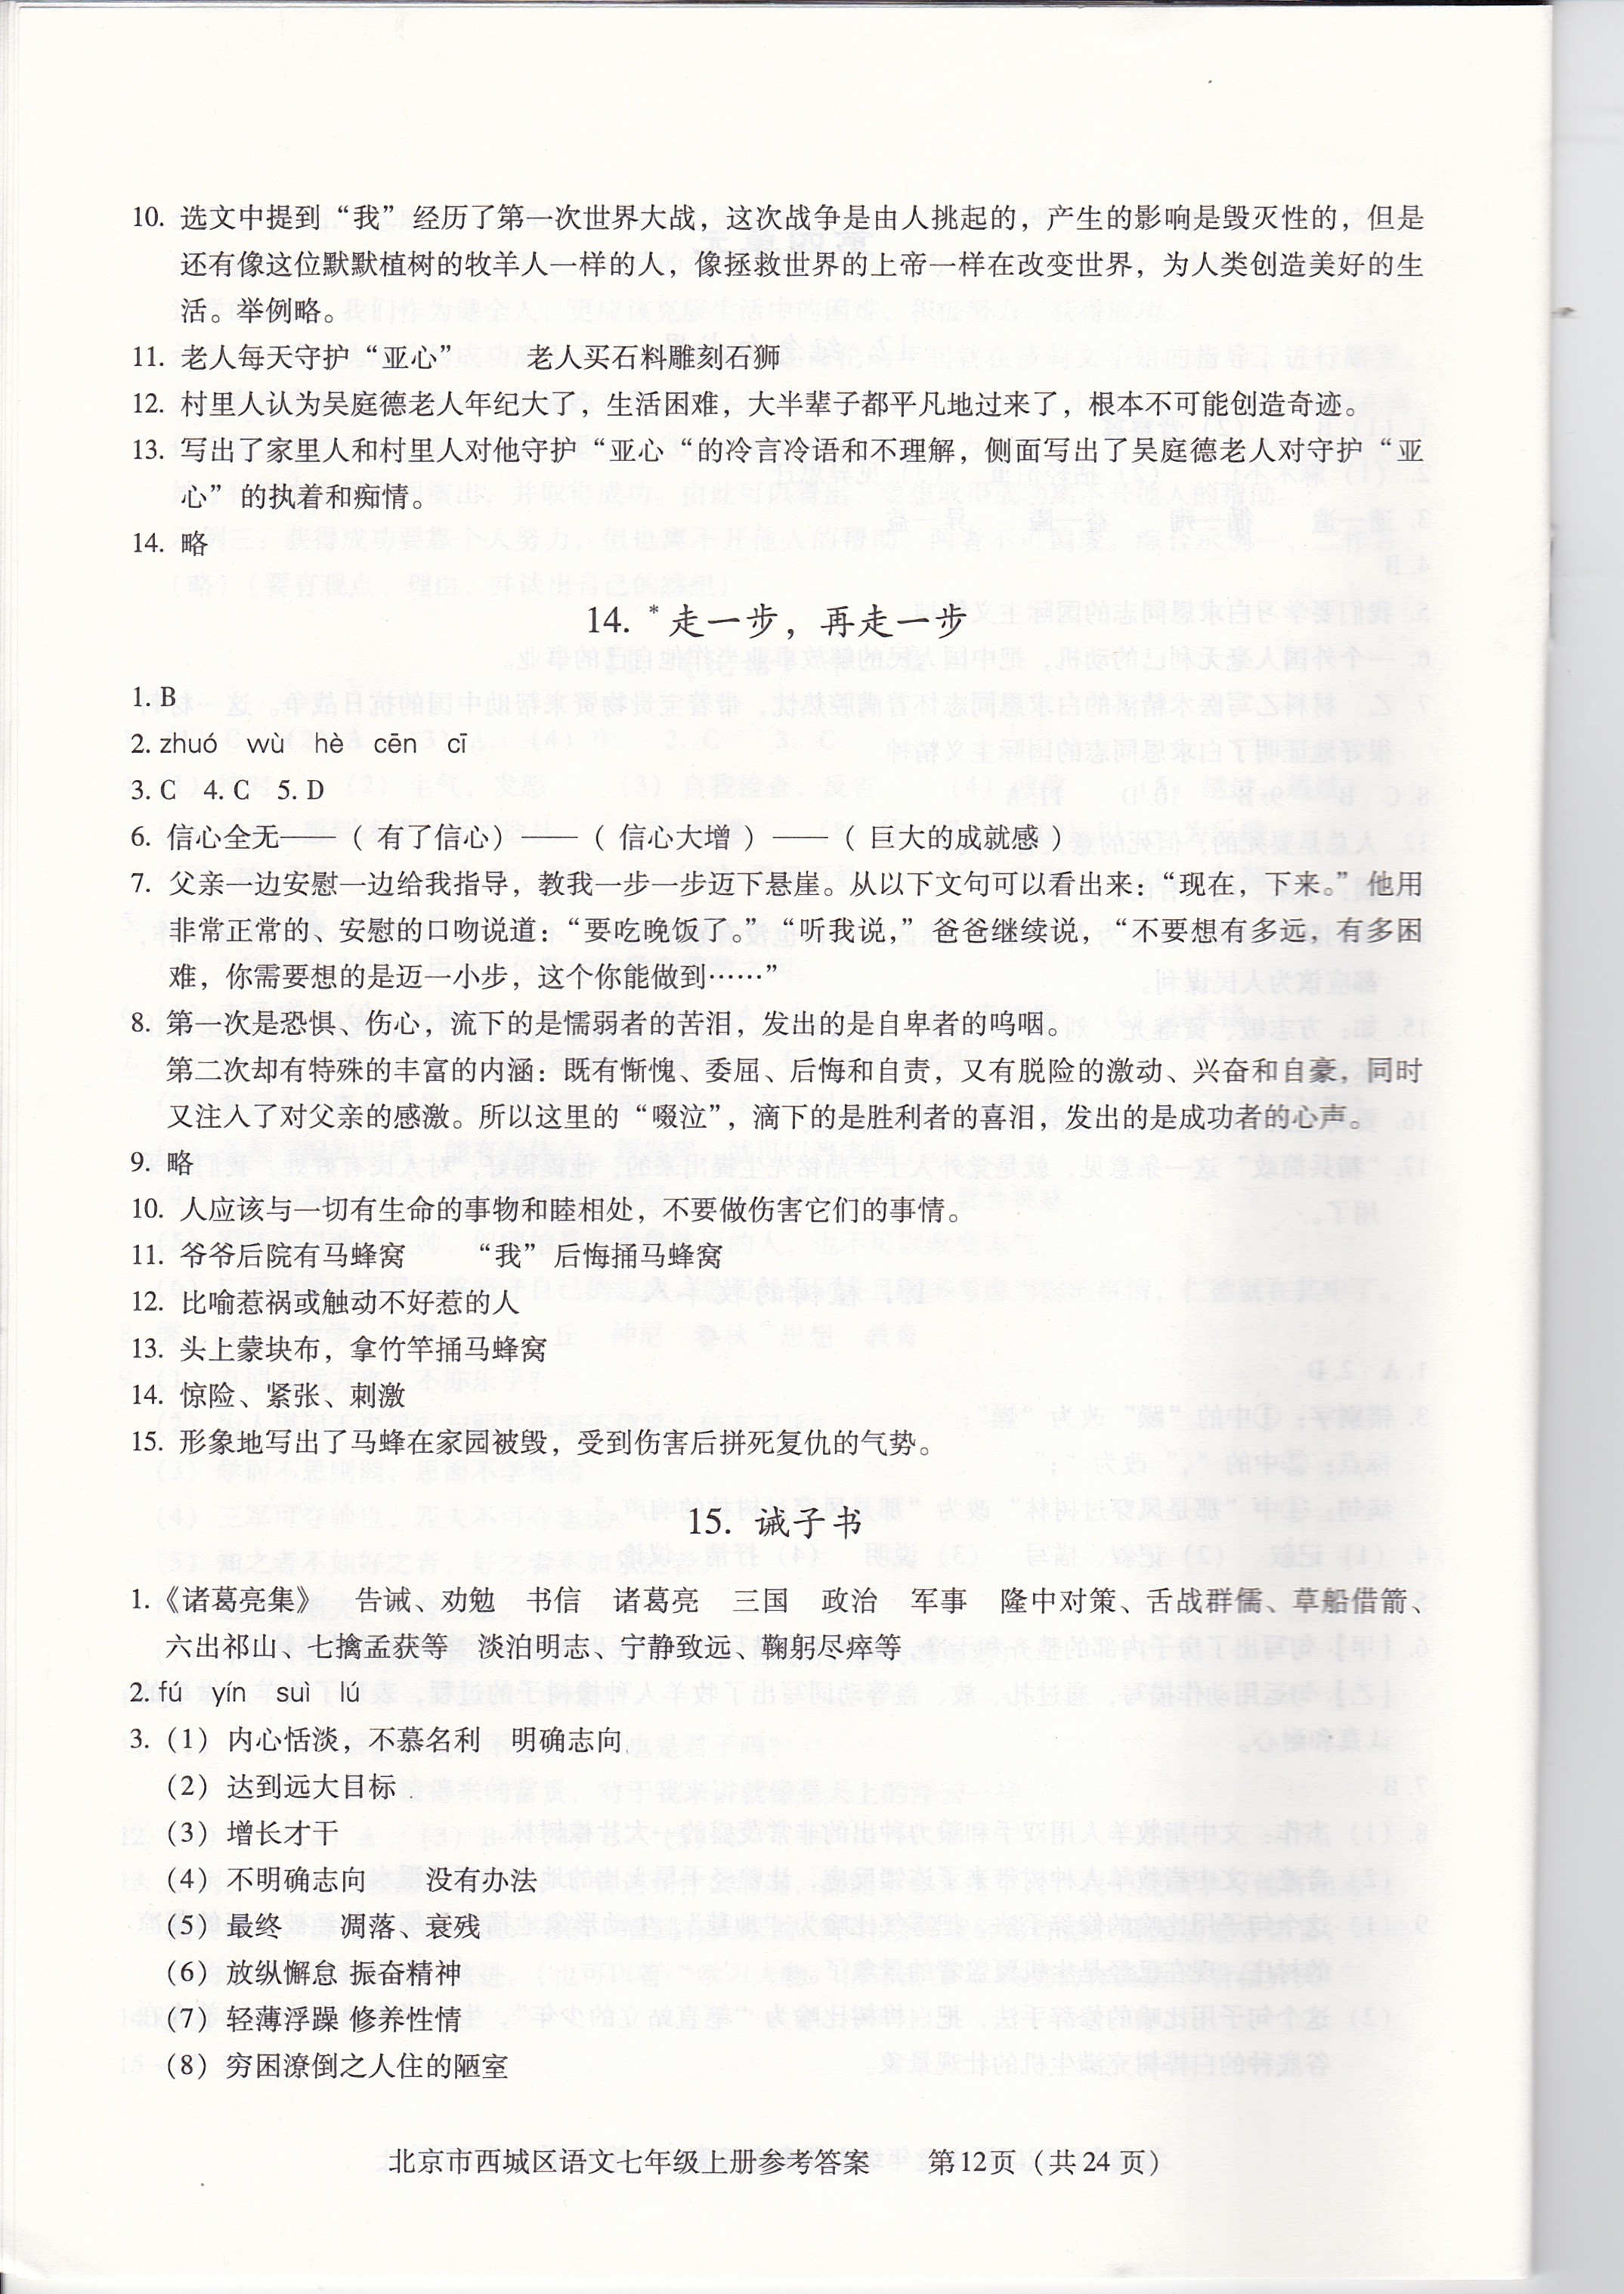 10. 选文中提到“我”经历了第一次世界大战，这次战争是由人挑起的，产生的影响是毁灭性的，但是
还有像这位默默植树的牧羊人一样的人，像拯救世界的上帝一样在改变世界，为人类创造美好的生
活。举例略。
11. 老人每天守护“亚心”　　老人买石料雕刻石狮
12. 村里人认为吴庭德老人年纪大了，生活困难，大半辈子都平凡地过来了，根本不可能创造奇迹。
13. 写出了家里人和村里人对他守护“亚心“的冷言冷语和不理解，侧面写出了吴庭德老人对守护“亚
心”的执着和痴情。
14. 略
14. *走一步，再走一步
1. B
2. zhuó　wù　hè　cēn　cī
3. C　4. C　5. D
6. 信心全无——（ 有了信心）——（ 信心大增 ）——（ 巨大的成就感 ）
7. 父亲一边安慰一边给我指导，教我一步一步迈下悬崖。从以下文句可以看出来：“现在，下来。”他用
非常正常的、安慰的口吻说道：“要吃晚饭了。”“听我说，”爸爸继续说，“不要想有多远，有多困
难，你需要想的是迈一小步，这个你能做到……”
8. 第一次是恐惧、伤心，流下的是懦弱者的苦泪，发出的是自卑者的呜咽。
第二次却有特殊的丰富的内涵：既有惭愧、委屈、后悔和自责，又有脱险的激动、兴奋和自豪，同时
又注入了对父亲的感激。所以这里的“啜泣”，滴下的是胜利者的喜泪，发出的是成功者的心声。
9. 略
10. 人应该与一切有生命的事物和睦相处，不要做伤害它们的事情。
11. 爷爷后院有马蜂窝　　“我”后悔捅马蜂窝
12. 比喻惹祸或触动不好惹的人
13. 头上蒙块布，拿竹竿捅马蜂窝
14. 惊险、紧张、刺激
15. 形象地写出了马蜂在家园被毁，受到伤害后拼死复仇的气势。
15. 诫子书
1.《诸葛亮集》　告诫、劝勉　书信　诸葛亮　三国　政治　军事　隆中对策、舌战群儒、草船借箭、
六出祁山、七擒孟获等　淡泊明志、宁静致远、鞠躬尽瘁等
2. fú　yín　suì　lú
3.（1）内心恬淡，不慕名利　明确志向
（2）达到远大目标
（3）增长才干
（4）不明确志向　　没有办法
（5）最终　　凋落、衰残
（6）放纵懈怠 振奋精神
（7）轻薄浮躁 修养性情
（8）穷困潦倒之人住的陋室
北京市西城区语文七年级上册参考答案　　第12页（共24 页）